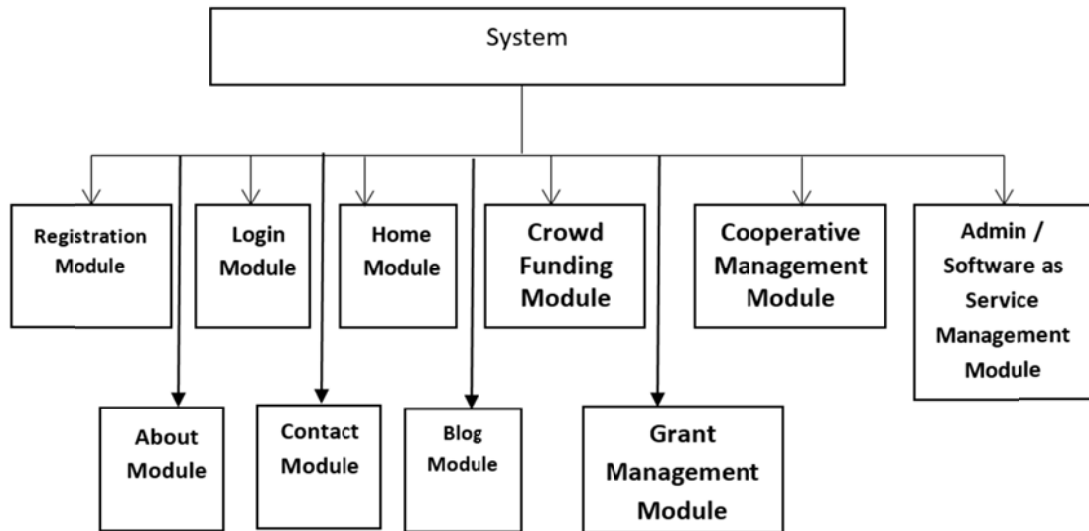 System
Registration
Module
Login
Module
Home
Module
Crowd
Funding
Module
Cooperative
Management
Module
Admin /
Software as
Service
Management
Module
About
Module
Contact
Module
Blog
Module
Grant
Management
Module